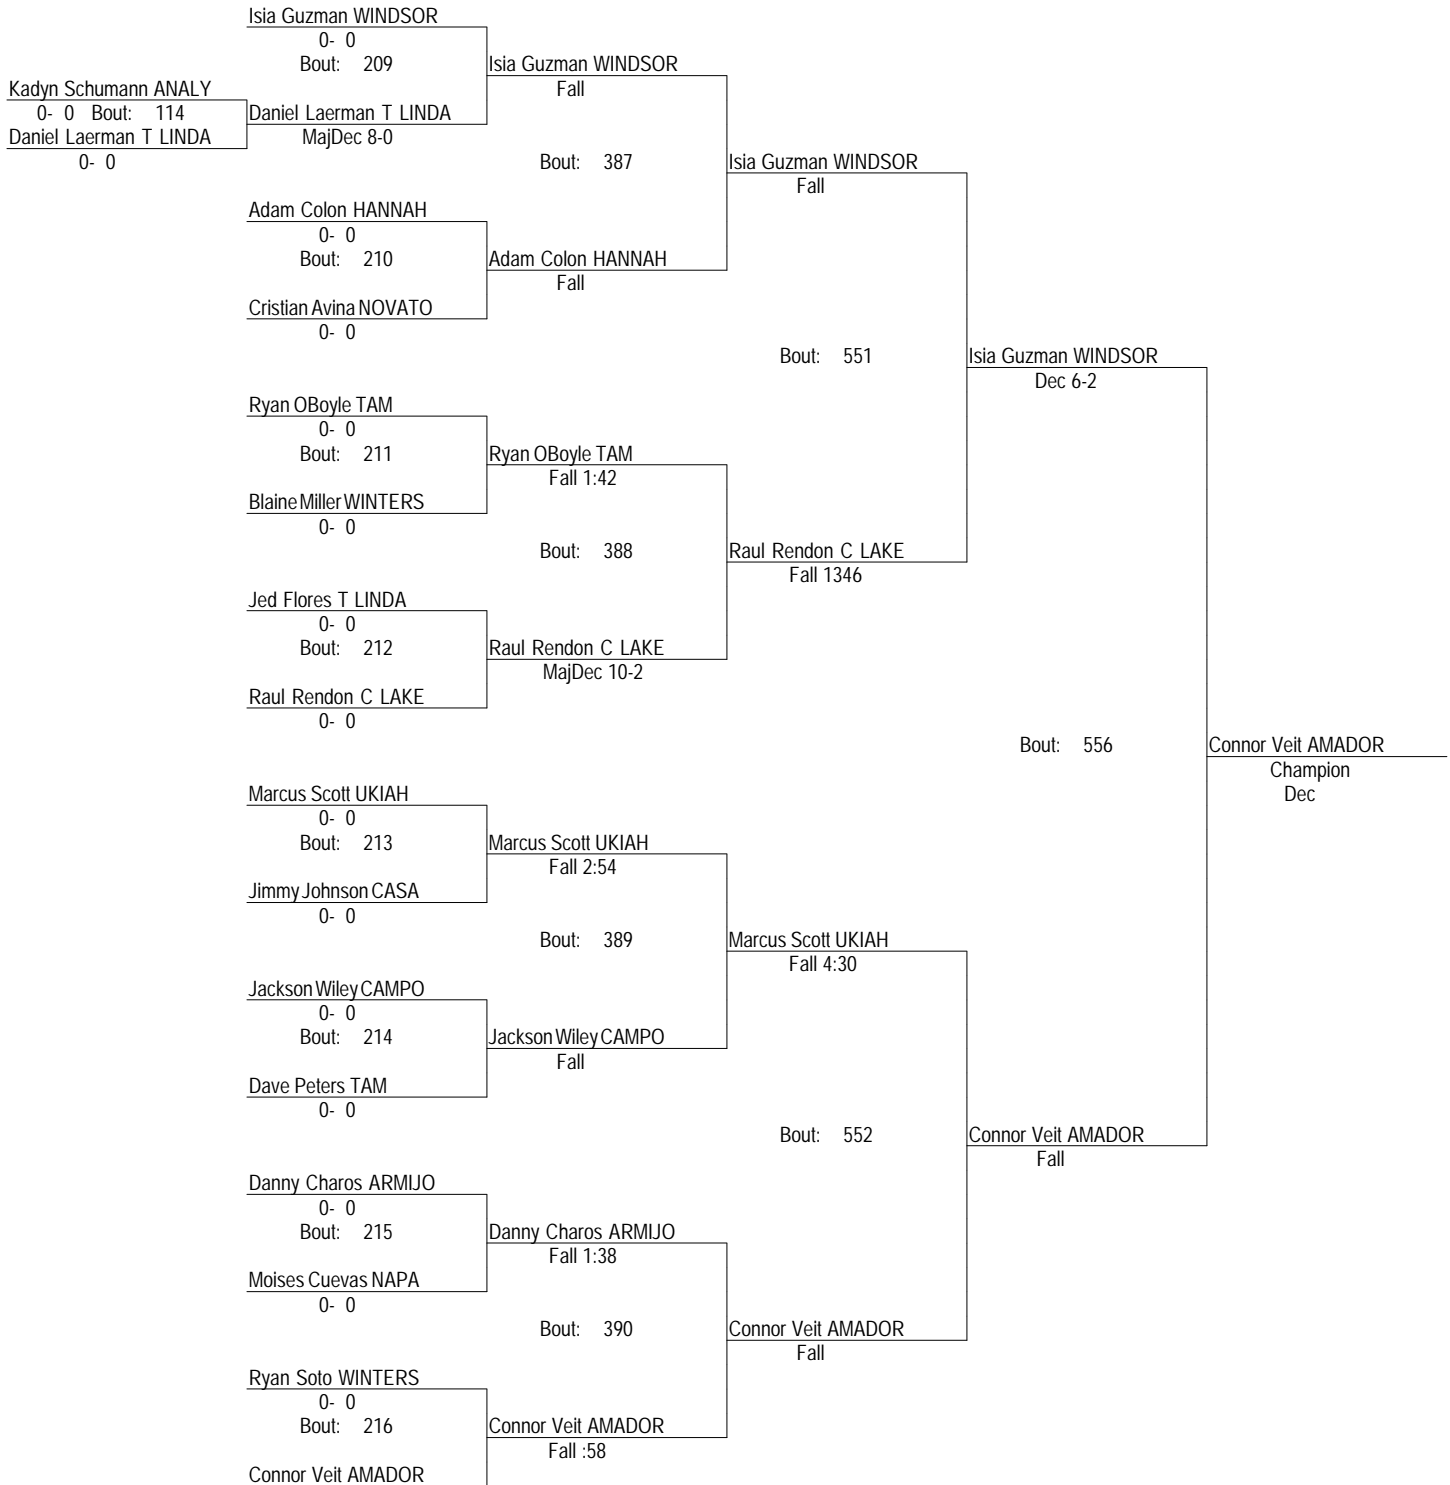 Isia Guzman WINDSOR
0- 0
Bout: 209
Isia Guzman WINDSOR
Fall
Kadyn Schumann ANALY
0- 0 Bout: 114
Daniel Laerman T LINDA
MajDec 8-0
Daniel Laerman T LINDA
0- 0
Bout: 387
Isia Guzman WINDSOR
Fall
Adam Colon HANNAH
0- 0
Bout: 210
Adam Colon HANNAH
Fall
Cristian Avina NOVATO
0- 0
Bout: 551
Isia Guzman WINDSOR
Dec 6-2
Ryan OBoyle TAM
0- 0
Bout: 211
Ryan OBoyle TAM
Fall 1:42
Blaine Miller WINTERS
0- 0
Bout: 388
Raul Rendon C LAKE
Fall 1346
Jed Flores T LINDA
0- 0
Bout: 212
Raul Rendon C LAKE
MajDec 10-2
Raul Rendon C LAKE
0- 0
Bout: 556
Connor Veit AMADOR
Champion
Dec
Marcus Scott UKIAH
0- 0
Bout: 213
Marcus Scott UKIAH
Fall 2:54
Jimmy Johnson CASA
0- 0
Bout: 389
Marcus Scott UKIAH
Fall 4:30
Jackson Wiley CAMPO
0- 0
Bout: 214
Jackson Wiley CAMPO
Fall
Dave Peters TAM
0- 0
Bout: 552
Connor Veit AMADOR
Fall
Danny Charos ARMIJO
0- 0
Bout: 215
Danny Charos ARMIJO
Fall 1:38
Moises Cuevas NAPA
0- 0
Bout: 390
Connor Veit AMADOR
Fall
Ryan Soto WINTERS
0- 0
Bout: 216
Connor Veit AMADOR
Fall :58
Connor Veit AMADOR